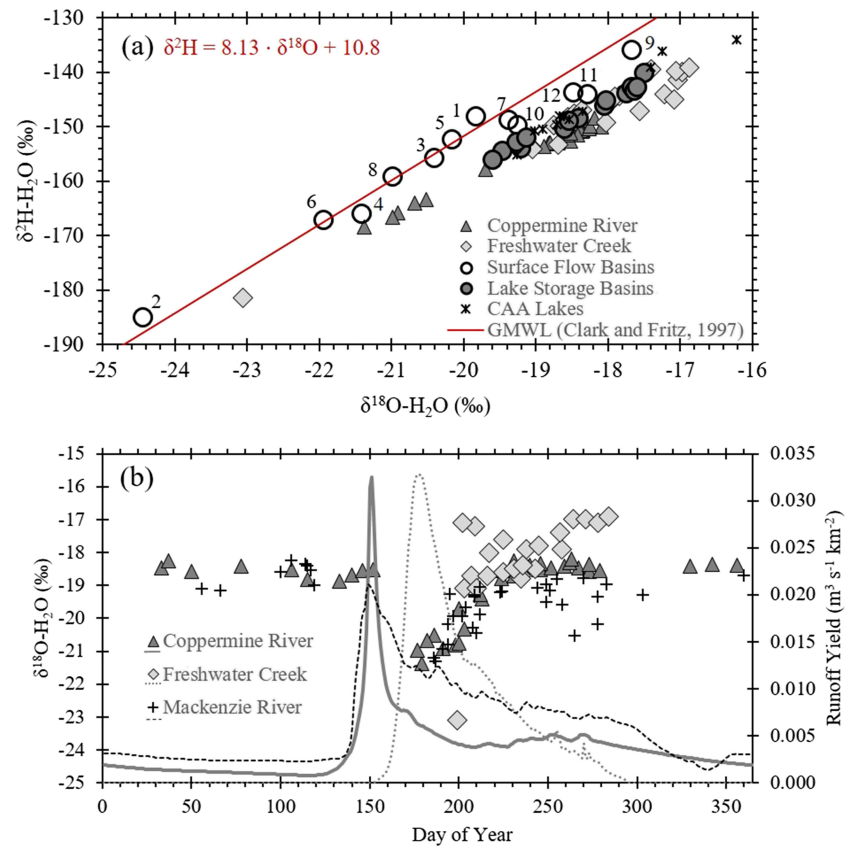 (a) δ²H = 8.13 · δ¹⁸O + 10.8
-130
-140
-150
-160
-170
-180
-190
δ²H-H₂O (‰)
9
12
11
10
7
1
5
3
8
4
6
2
Coppermine River
Freshwater Creek
Surface Flow Basins
Lake Storage Basins
CAA Lakes
GMWL (Clark and Fritz, 1997)
-25 -24 -23 -22 -21 -20 -19 -18 -17 -16
δ¹⁸O-H₂O (‰)
(b)
-15
-16
-17
-18
-19
-20
-21
-22
-23
-24
-25
δ¹⁸O-H₂O (‰)
Coppermine River
Freshwater Creek
Mackenzie River
0.035
0.030
0.025
0.020
0.015
0.010
0.005
0.000
Runoff Yield (m³ s⁻¹ km⁻²)
0 50 100 150 200 250 300 350
Day of Year